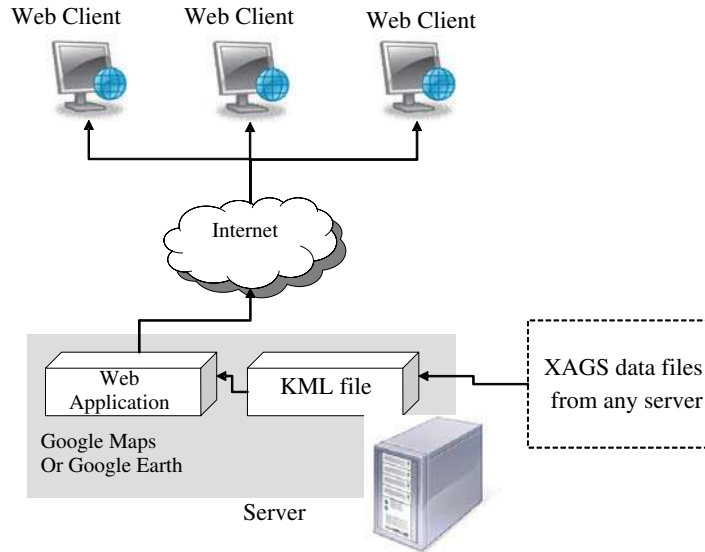 Web Client
Web Client
Web Client
Internet
Web
Application
KML file
XAGS data files
from any server
Google Maps
Or Google Earth
Server